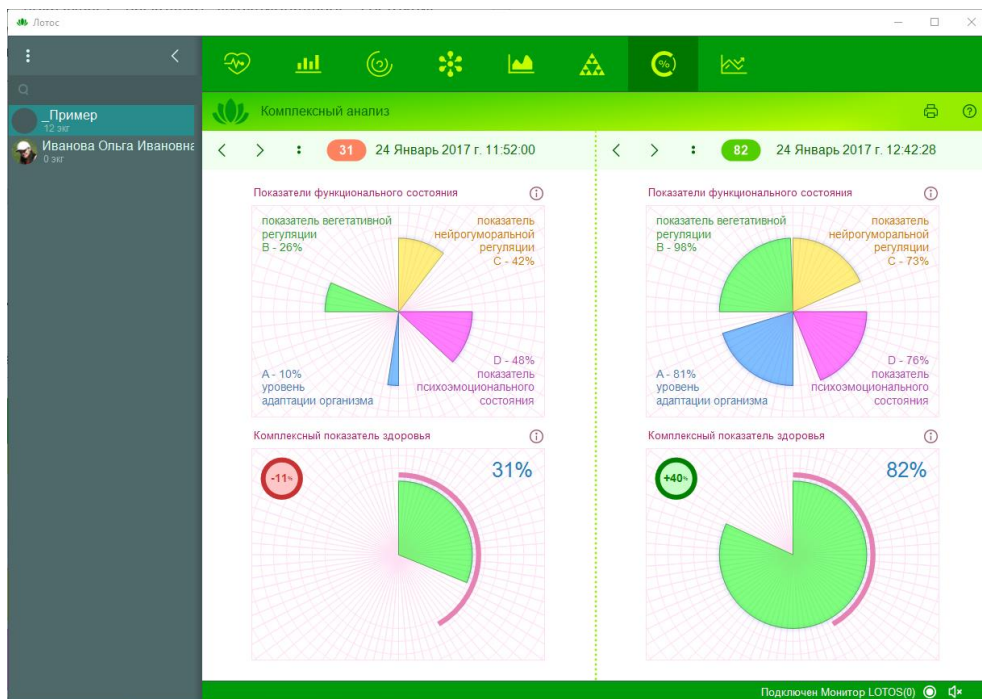 Лотос
_Пример
12 экг
Иванова Ольга Ивановна
0 экг
%
Комплексный анализ
31 24 Январь 2017 г. 11:52:00
82 24 Январь 2017 г. 12:42:28
Показатели функционального состояния
показатель вегетативной
регуляции
B - 26%
показатель
нейрогуморальной
регуляции
C - 42%
A - 10%
уровень
адаптации организма
D - 48%
показатель
психоэмоционального
состояния
Комплексный показатель здоровья
-11%
31%
Показатели функционального состояния
показатель вегетативной
регуляции
B - 98%
показатель
нейрогуморальной
регуляции
C - 73%
A - 81%
уровень
адаптации организма
D - 76%
показатель
психоэмоционального
состояния
Комплексный показатель здоровья
+40%
82%
Подключен Монитор LOTOS(0)